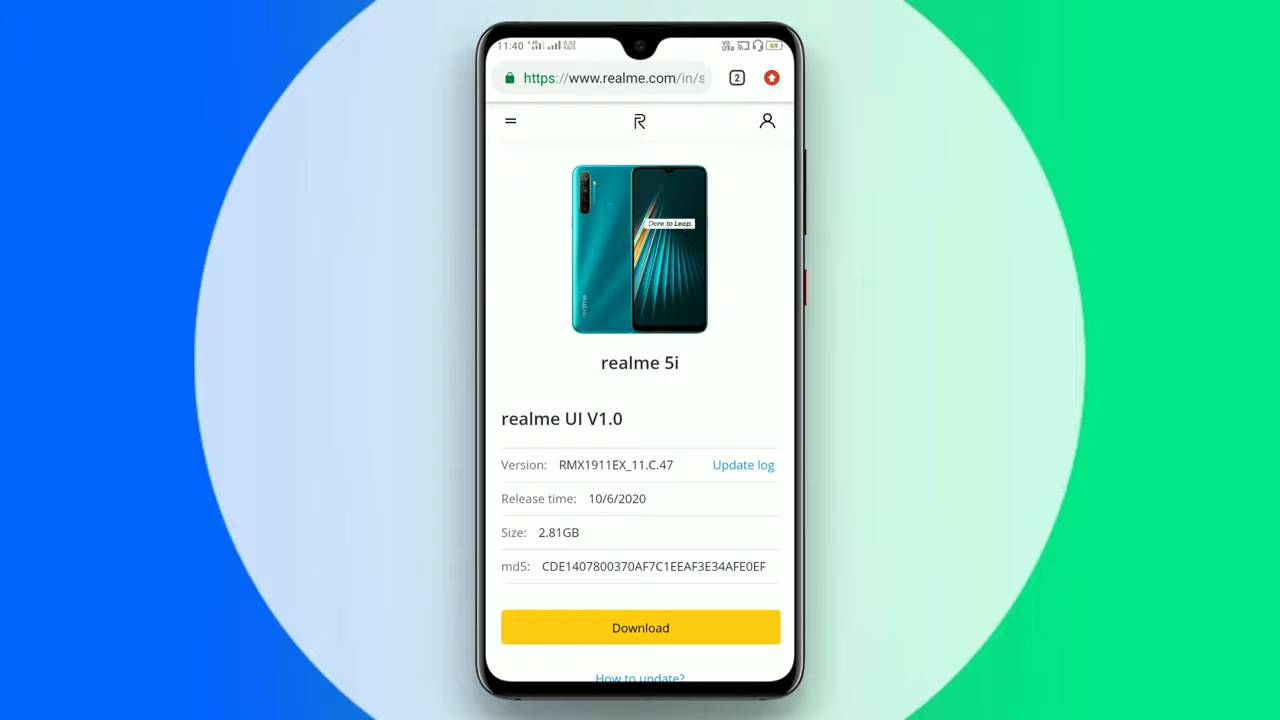 11:40
69
https://www.realme.com/in/s
2
Dare to Leap.
realme
realme 5i
realme UI V1.0
Version: RMX1911EX_11.C.47 Update log
Release time: 10/6/2020
Size: 2.81GB
md5: CDE1407800370AF7C1EEAF3E34AFE0EF
Download
How to update?